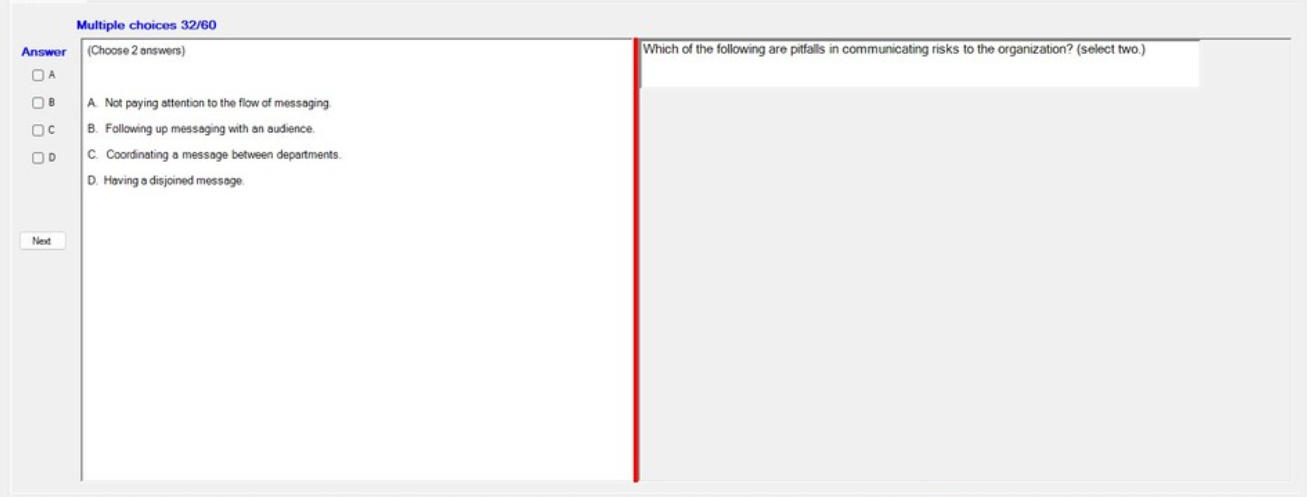 Multiple choices 32/60
Answer
(Choose 2 answers)
Which of the following are pitfalls in communicating risks to the organization? (select two.)
A
B
C
D
A. Not paying attention to the flow of messaging.
B. Following up messaging with an audience.
C. Coordinating a message between departments.
D. Having a disjoined message.
Next